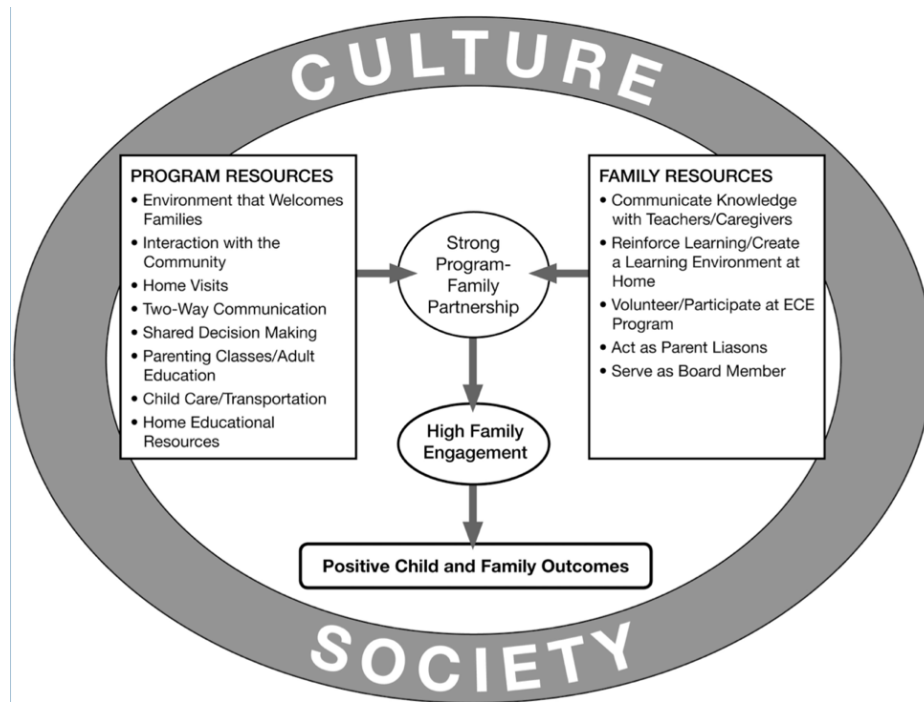 CULTURE
PROGRAM RESOURCES
• Environment that Welcomes
Families
• Interaction with the
Community
• Home Visits
• Two-Way Communication
• Shared Decision Making
• Parenting Classes/Adult
Education
• Child Care/Transportation
• Home Educational
Resources
Strong
Program-
Family
Partnership
High Family
Engagement
Positive Child and Family Outcomes
FAMILY RESOURCES
• Communicate Knowledge
with Teachers/Caregivers
• Reinforce Learning/Create
a Learning Environment at
Home
• Volunteer/Participate at ECE
Program
• Act as Parent Liasons
• Serve as Board Member
SOCIETY